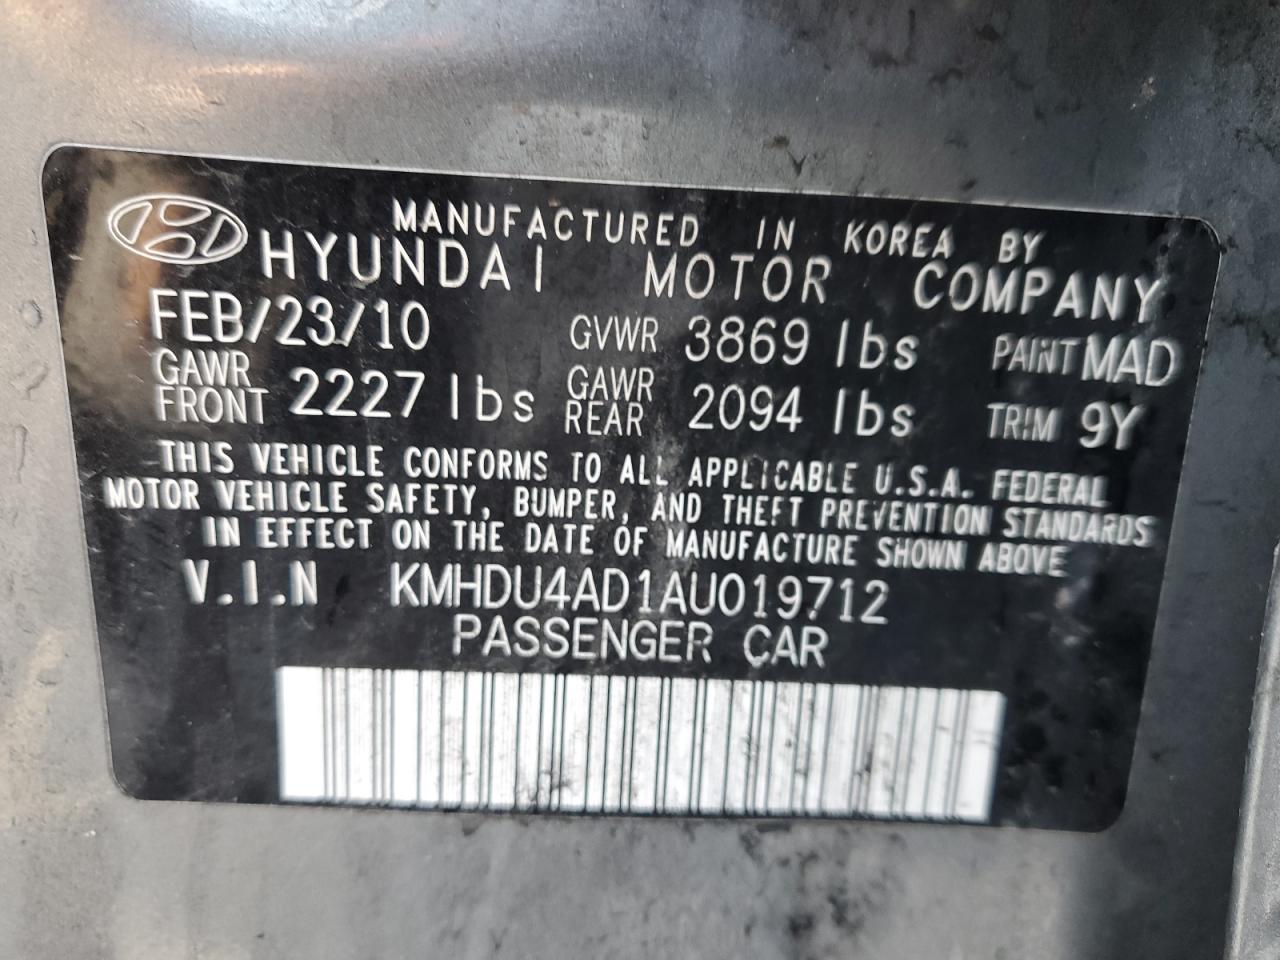 MANUFACTURED IN KOREA BY
HYUNDAI MOTOR COMPANY
FEB/23/10 GVWR 3869 lbs PAINT MAD
GAWR FRONT 2227 lbs GAWR REAR 2094 lbs TRIM 9Y
THIS VEHICLE CONFORMS TO ALL APPLICABLE U.S.A. FEDERAL
MOTOR VEHICLE SAFETY, BUMPER, AND THEFT PREVENTION STANDARDS
IN EFFECT ON THE DATE OF MANUFACTURE SHOWN ABOVE
V.I.N KMHDU4AD1AU019712
PASSENGER CAR